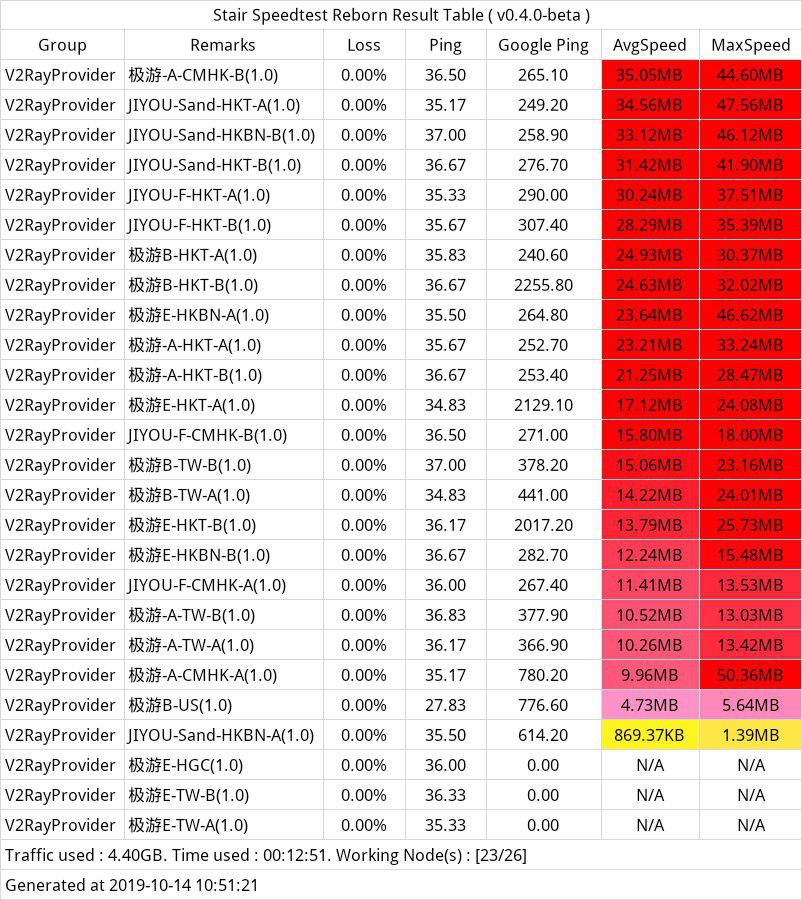 Stair Speedtest Reborn Result Table ( v0.4.0-beta )
Group Remarks Loss Ping Google Ping AvgSpeed MaxSpeed
V2RayProvider 极游-A-CMHK-B(1.0) 0.00% 36.50 265.10 35.05MB 44.60MB
V2RayProvider JIYOU-Sand-HKT-A(1.0) 0.00% 35.17 249.20 34.56MB 47.56MB
V2RayProvider JIYOU-Sand-HKBN-B(1.0) 0.00% 37.00 258.90 33.12MB 46.12MB
V2RayProvider JIYOU-Sand-HKT-B(1.0) 0.00% 36.67 276.70 31.42MB 41.90MB
V2RayProvider JIYOU-F-HKT-A(1.0) 0.00% 35.33 290.00 30.24MB 37.51MB
V2RayProvider JIYOU-F-HKT-B(1.0) 0.00% 35.67 307.40 28.29MB 35.39MB
V2RayProvider 极游B-HKT-A(1.0) 0.00% 35.83 240.60 24.93MB 30.37MB
V2RayProvider 极游B-HKT-B(1.0) 0.00% 36.67 2255.80 24.63MB 32.02MB
V2RayProvider 极游E-HKBN-A(1.0) 0.00% 35.50 264.80 23.64MB 46.62MB
V2RayProvider 极游-A-HKT-A(1.0) 0.00% 35.67 252.70 23.21MB 33.24MB
V2RayProvider 极游-A-HKT-B(1.0) 0.00% 36.67 253.40 21.25MB 28.47MB
V2RayProvider 极游E-HKT-A(1.0) 0.00% 34.83 2129.10 17.12MB 24.08MB
V2RayProvider JIYOU-F-CMHK-B(1.0) 0.00% 36.50 271.00 15.80MB 18.00MB
V2RayProvider 极游B-TW-B(1.0) 0.00% 37.00 378.20 15.06MB 23.16MB
V2RayProvider 极游B-TW-A(1.0) 0.00% 34.83 441.00 14.22MB 24.01MB
V2RayProvider 极游E-HKT-B(1.0) 0.00% 36.17 2017.20 13.79MB 25.73MB
V2RayProvider 极游E-HKBN-B(1.0) 0.00% 36.67 282.70 12.24MB 15.48MB
V2RayProvider JIYOU-F-CMHK-A(1.0) 0.00% 36.00 267.40 11.41MB 13.53MB
V2RayProvider 极游-A-TW-B(1.0) 0.00% 36.83 377.90 10.52MB 13.03MB
V2RayProvider 极游-A-TW-A(1.0) 0.00% 36.17 366.90 10.26MB 13.42MB
V2RayProvider 极游-A-CMHK-A(1.0) 0.00% 35.17 780.20 9.96MB 50.36MB
V2RayProvider 极游B-US(1.0) 0.00% 27.83 776.60 4.73MB 5.64MB
V2RayProvider JIYOU-Sand-HKBN-A(1.0) 0.00% 35.50 614.20 869.37KB 1.39MB
V2RayProvider 极游E-HGC(1.0) 0.00% 36.00 0.00 N/A N/A
V2RayProvider 极游E-TW-B(1.0) 0.00% 36.33 0.00 N/A N/A
V2RayProvider 极游E-TW-A(1.0) 0.00% 35.33 0.00 N/A N/A
Traffic used : 4.40GB. Time used : 00:12:51. Working Node(s) : [23/26]
Generated at 2019-10-14 10:51:21